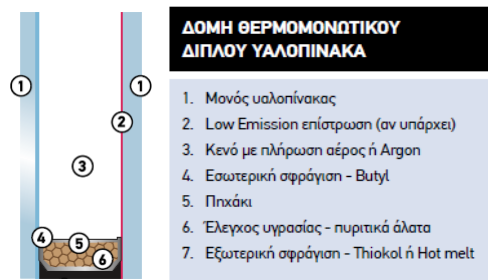 ΔΟΜΗ ΘΕΡΜΟΜΟΝΩΤΙΚΟΥ
ΔΙΠΛΟΥ ΥΑΛΟΠΙΝΑΚΑ
1 1
2
3
4 5 6
1. Μονός υαλοπίνακας
2. Low Emission επίστρωση (αν υπάρχει)
3. Κενό με πλήρωση αέρος ή Argon
4. Εσωτερική σφράγιση - Butyl
5. Πηχάκι
6. Έλεγχος υγρασίας - πυριτικά άλατα
7. Εξωτερική σφράγιση - Thiokol ή Hot melt